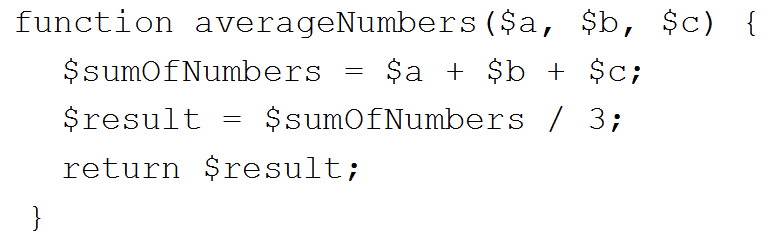 function averageNumbers($a, $b, $c) {
$sumOfNumbers = $a + $b + $c;
$result = $sumOfNumbers / 3;
return $result;
}